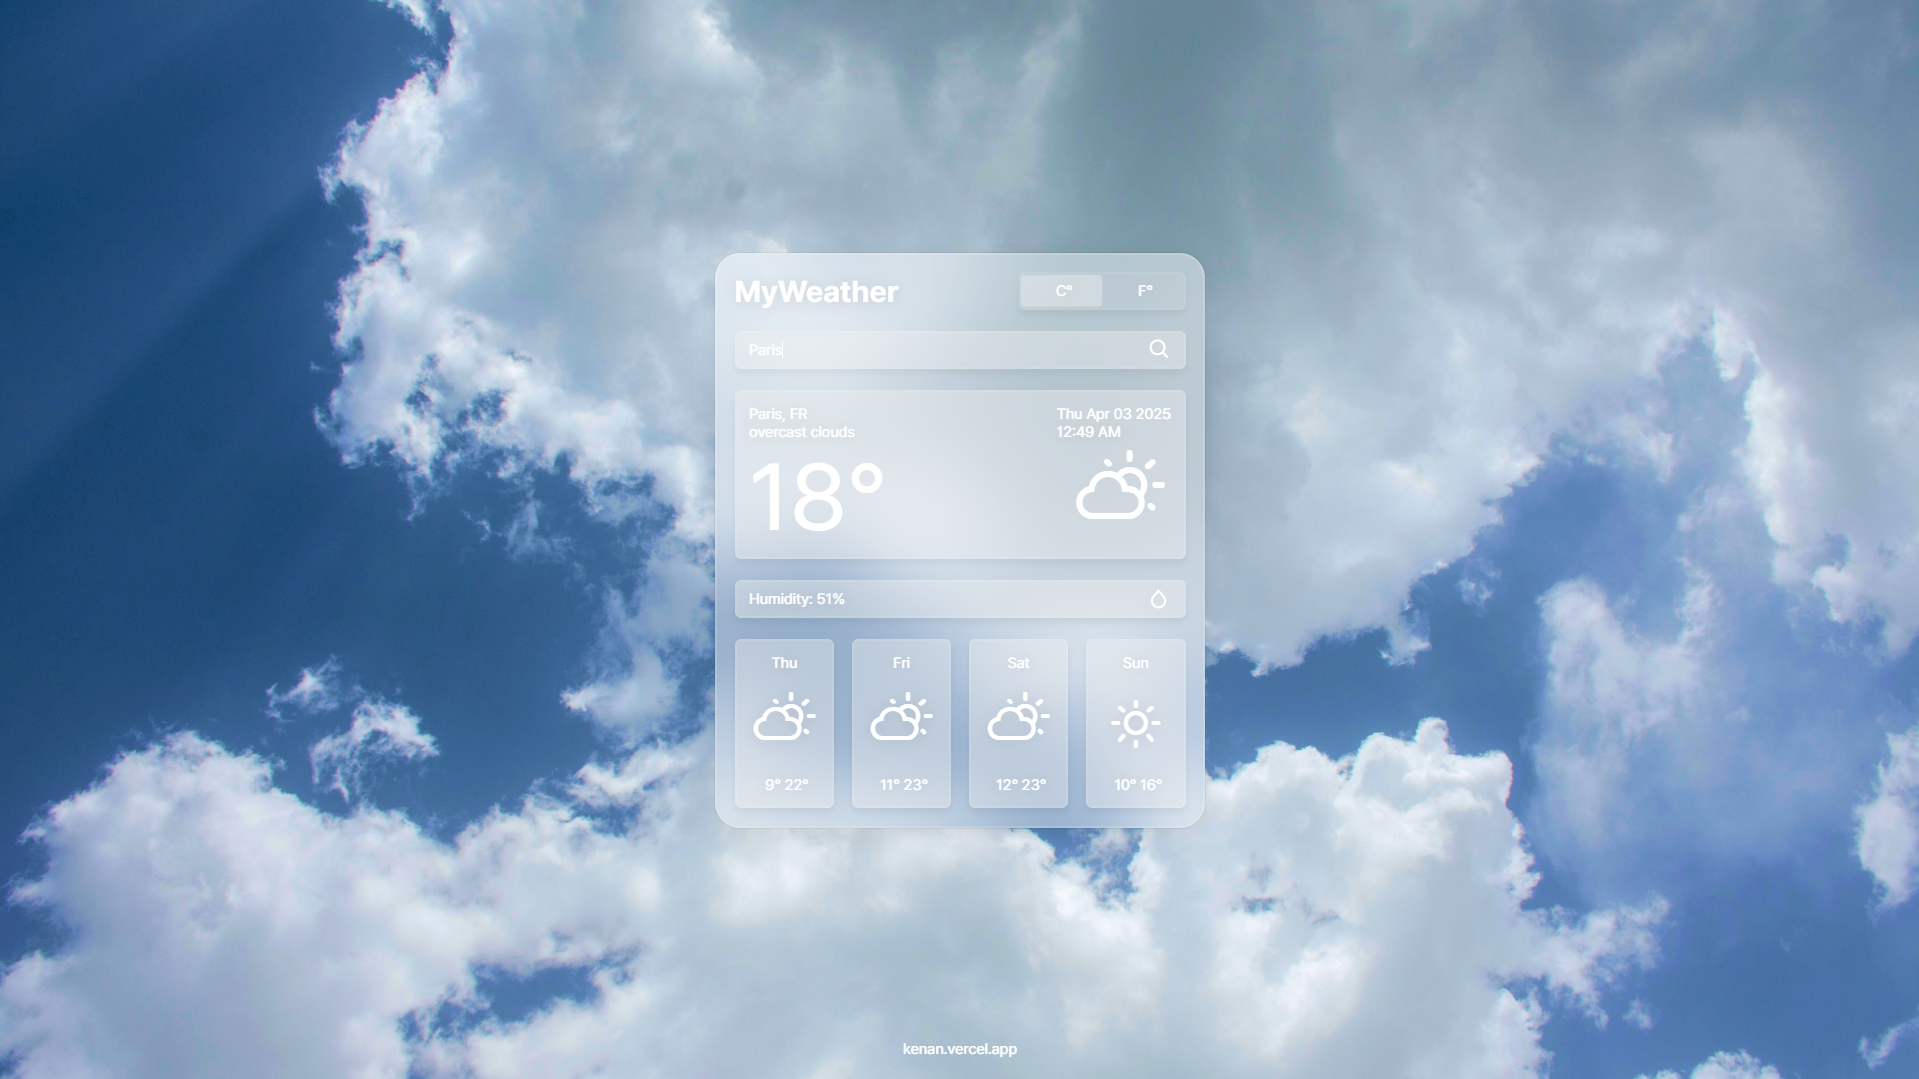 MyWeather
C° F°
Paris
Paris, FR
overcast clouds
Thu Apr 03 2025
12:49 AM
18°
Humidity: 51%
Thu Fri Sat Sun
9° 22° 11° 23° 12° 23° 10° 16°
kenan.vercel.app